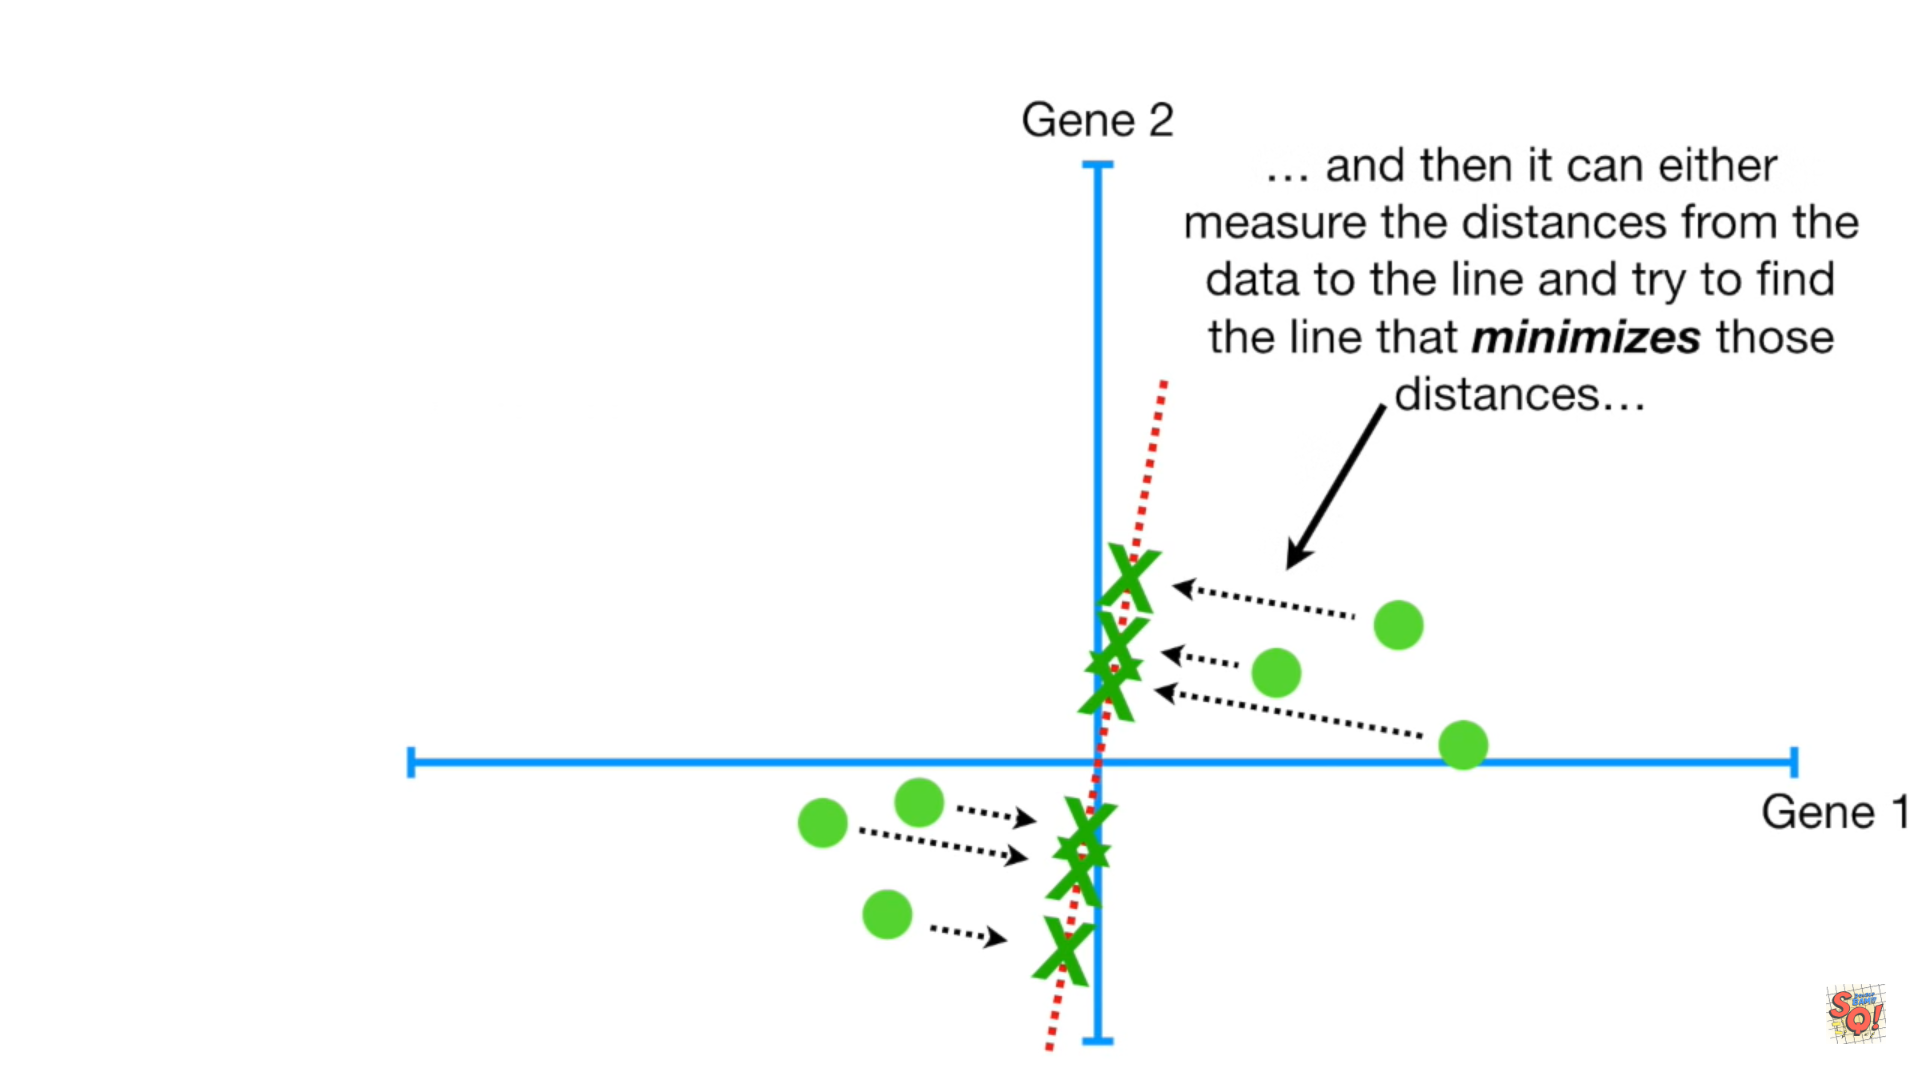 Gene 2
… and then it can either
measure the distances from the
data to the line and try to find
the line that minimizes those
distances…
Gene 1
SQ!